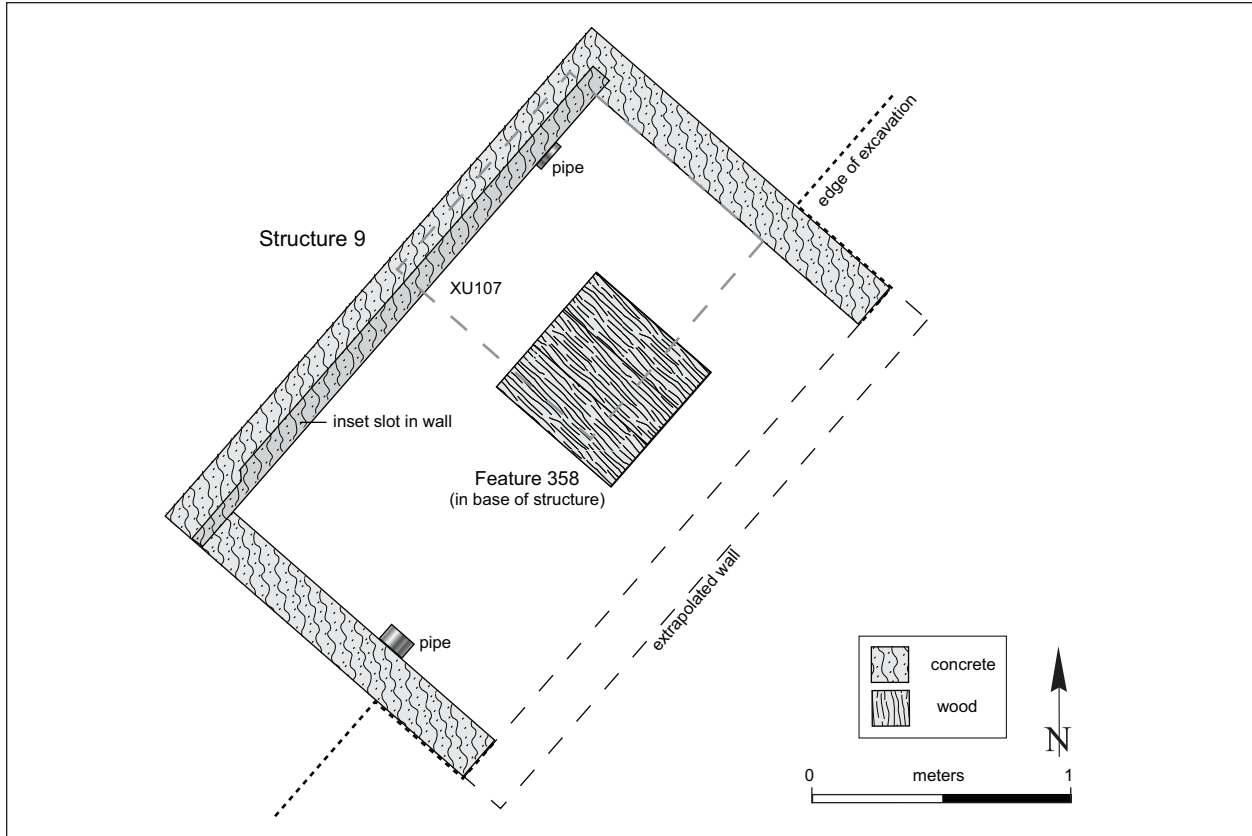 edge of excavation
pipe
Structure 9
XU107
inset slot in wall
Feature 358
(in base of structure)
extrapolated wall
pipe
concrete
wood
N
0 meters 1